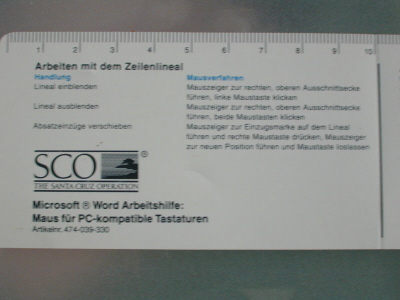 1 2 3 4 5 6 7 8 9 10
Arbeiten mit dem Zeilenlineal
Handlung Mausverfahren
Lineal einblenden Mauszeiger zur rechten, oberen Ausschnittsecke
führen, linke Maustaste klicken
Lineal ausblenden Mauszeiger zur rechten, oberen Ausschnittsecke
führen, beide Maustasten klicken
Absatzeinzüge verschieben Mauszeiger zur Einzugsmarke auf dem Lineal
führen und rechte Maustaste drücken, Mauszeiger
zur neuen Position führen und Maustaste loslassen
SCO ®
THE SANTA CRUZ OPERATION
Microsoft ® Word Arbeitshilfe:
Maus für PC-kompatible Tastaturen
Artikelnr. 474-039-330